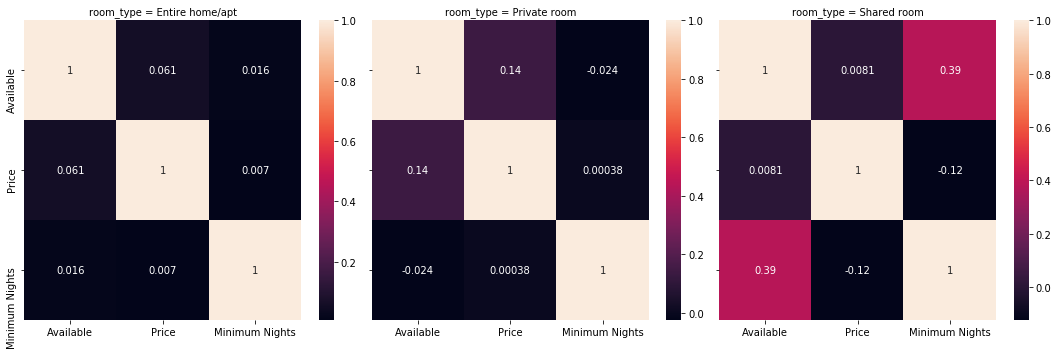 room_type = Entire home/apt
Available
Price
Minimum Nights
1
0.061
0.016
0.061
1
0.007
0.016
0.007
1
Available
Price
Minimum Nights
1.0
0.8
0.6
0.4
0.2
room_type = Private room
1
0.14
-0.024
0.14
1
0.00038
-0.024
0.00038
1
Available
Price
Minimum Nights
1.0
0.8
0.6
0.4
0.2
0.0
room_type = Shared room
1
0.0081
0.39
0.0081
1
-0.12
0.39
-0.12
1
Available
Price
Minimum Nights
1.0
0.8
0.6
0.4
0.2
0.0